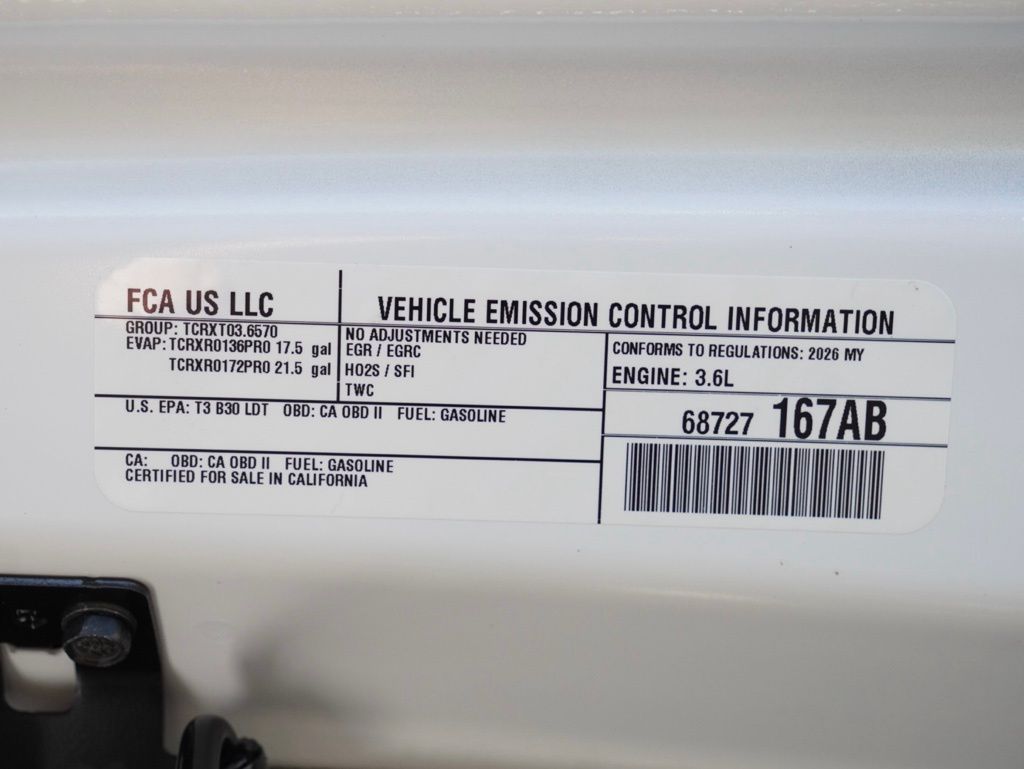 FCA US LLC
VEHICLE EMISSION CONTROL INFORMATION
GROUP: TCRXT03.6570
EVAP: TCRXR0136PR0 17.5 gal
TCRXR0172PR0 21.5 gal
NO ADJUSTMENTS NEEDED
EGR / EGRC
HO2S / SFI
TWC
CONFORMS TO REGULATIONS: 2026 MY
ENGINE: 3.6L
U.S. EPA: T3 B30 LDT OBD: CA OBD II FUEL: GASOLINE
68727 167AB
CA: OBD: CA OBD II FUEL: GASOLINE
CERTIFIED FOR SALE IN CALIFORNIA